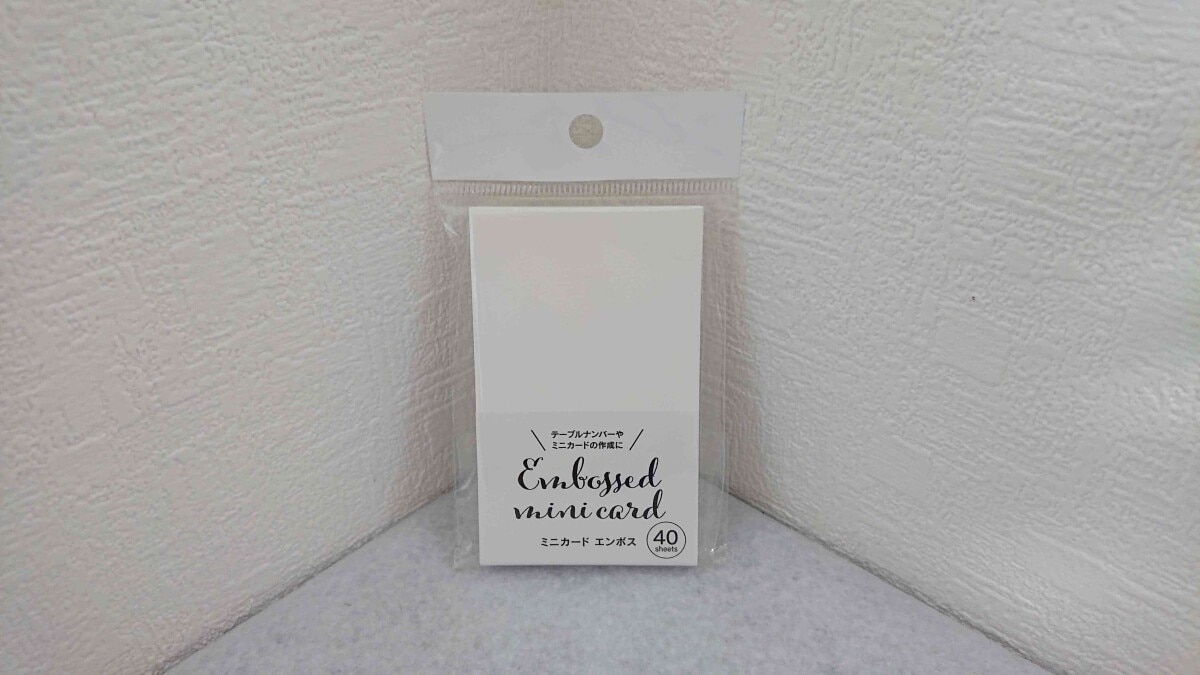 テーブルナンバーや
ミニカードの作成に
Embossed
mini card
ミニカード エンボス
40
sheets